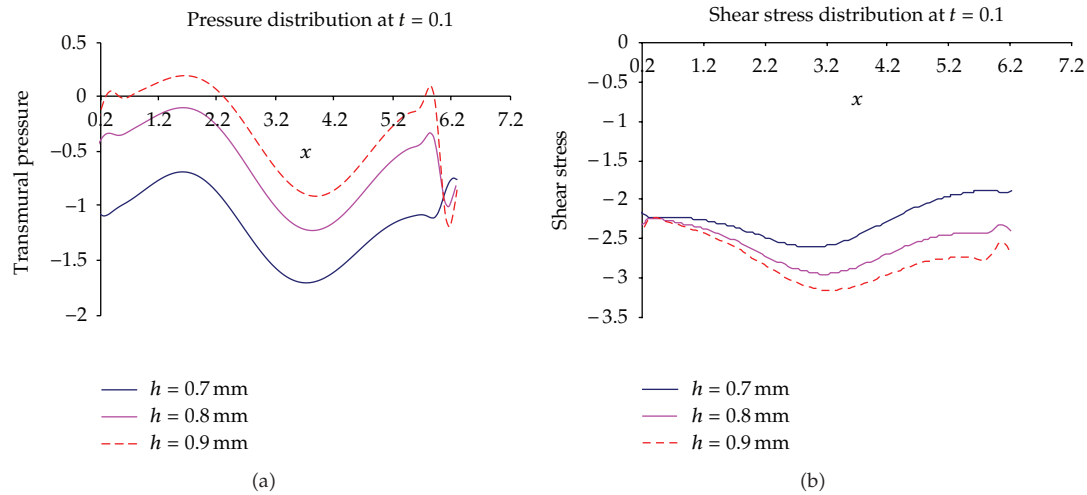 Pressure distribution at t = 0.1
0.5
0
−0.5
−1
−1.5
−2
0.2 1.2 2.2 3.2 4.2 5.2 6.2 7.2
x
Transmural pressure
h = 0.7 mm
h = 0.8 mm
h = 0.9 mm
(a)
Shear stress distribution at t = 0.1
0
−0.5
−1
−1.5
−2
−2.5
−3
−3.5
0.2 1.2 2.2 3.2 4.2 5.2 6.2 7.2
x
Shear stress
h = 0.7 mm
h = 0.8 mm
h = 0.9 mm
(b)